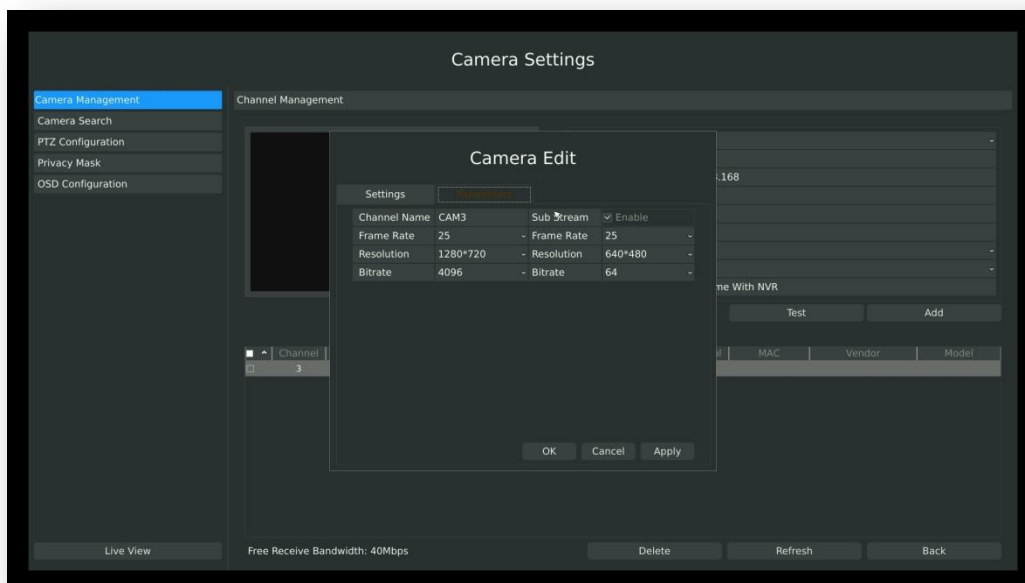 Camera Settings
Camera Management
Camera Search
PTZ Configuration
Privacy Mask
OSD Configuration
Channel Management
.168
me With NVR
Test Add
Camera Edit
Settings
Channel Name CAM3 Sub Stream Enable
Frame Rate 25 Frame Rate 25
Resolution 1280*720 Resolution 640*480
Bitrate 4096 Bitrate 64
OK Cancel Apply
Channel MAC Vendor Model
3
Live View
Free Receive Bandwidth: 40Mbps
Delete Refresh Back